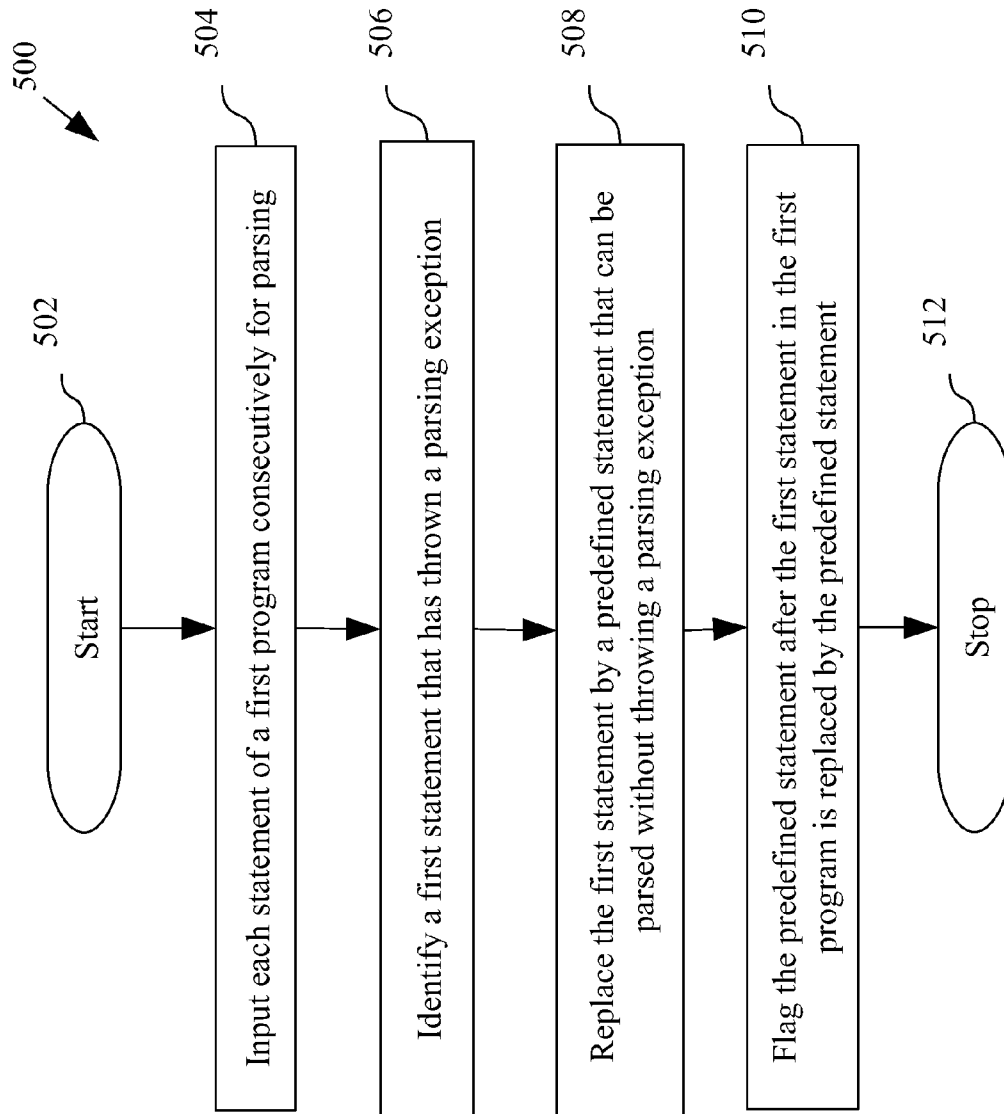 500
502
Start
504
Input each statement of a first program consecutively for parsing
506
Identify a first statement that has thrown a parsing exception
508
Replace the first statement by a predefined statement that can be
parsed without throwing a parsing exception
510
Flag the predefined statement after the first statement in the first
program is replaced by the predefined statement
512
Stop